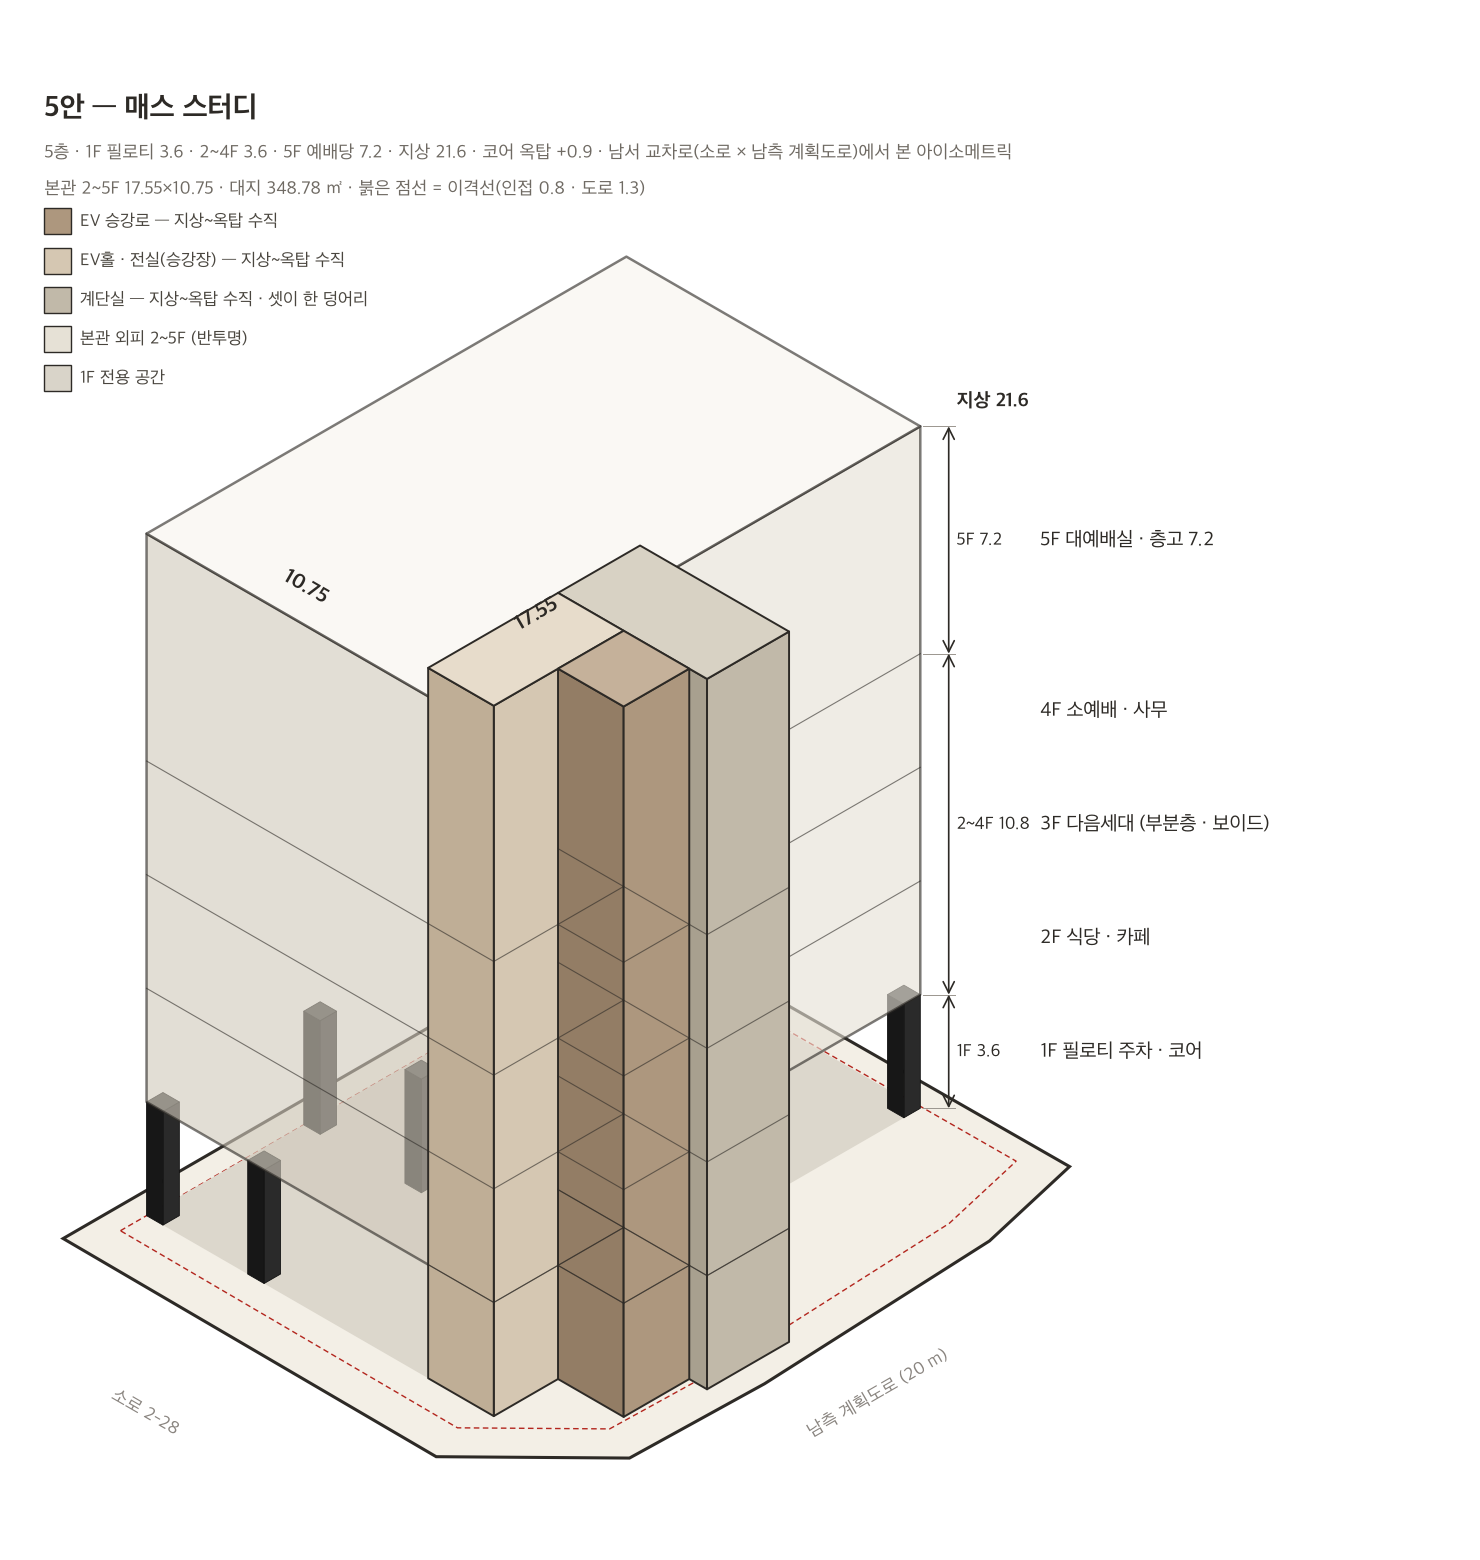 5안 — 매스 스터디
5층 · 1F 필로티 3.6 · 2~4F 3.6 · 5F 예배당 7.2 · 지상 21.6 · 코어 옥탑 +0.9 · 남서 교차로(소로 × 남측 계획도로)에서 본 아이소메트릭
본관 2~5F 17.55×10.75 · 대지 348.78 ㎡ · 붉은 점선 = 이격선(인접 0.8 · 도로 1.3)
EV 승강로 — 지상~옥탑 수직
EV홀 · 전실(승강장) — 지상~옥탑 수직
계단실 — 지상~옥탑 수직 · 셋이 한 덩어리
본관 외피 2~5F (반투명)
1F 전용 공간
지상 21.6
5F 7.2 5F 대예배실 · 층고 7.2
10.75
17.55
4F 소예배 · 사무
2~4F 10.8 3F 다음세대 (부분층 · 보이드)
2F 식당 · 카페
1F 3.6 1F 필로티 주차 · 코어
소로 2-28
남측 계획도로 (20 m)